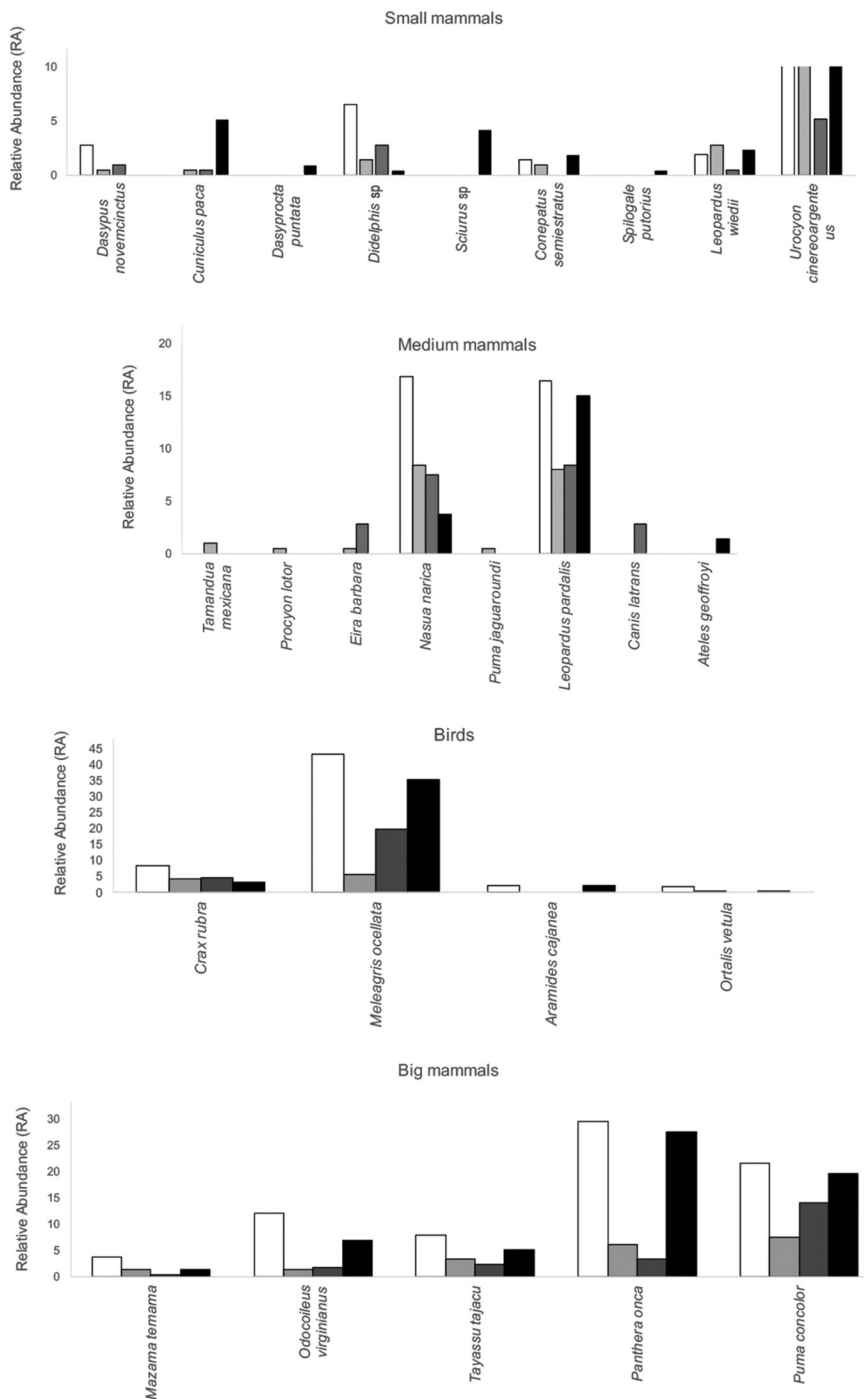 Small mammals
Relative Abundance (RA)
10
5
0
Dasypus
novemcinctus
Cuniculus paca
Dasyprocta
puntata
Didelphis sp
Sciurus sp
Conepatus
semiestratus
Spilogale
putorius
Leopardus
wiedii
Urocyon
cinereoargente
us
Medium mammals
Relative Abundance (RA)
20
15
10
5
0
Tamandua
mexicana
Procyon lotor
Eira barbara
Nasua narica
Puma jaguaroundi
Leopardus pardalis
Canis latrans
Ateles geoffroyi
Birds
Relative Abundance (RA)
45
40
35
30
25
20
15
10
5
0
Crax rubra
Meleagris ocellata
Aramides cajanea
Ortalis vetula
Big mammals
Relative Abundance (RA)
30
25
20
15
10
5
0
Mazama temama
Odocoileus
virginianus
Tayassu tajacu
Panthera onca
Puma concolor